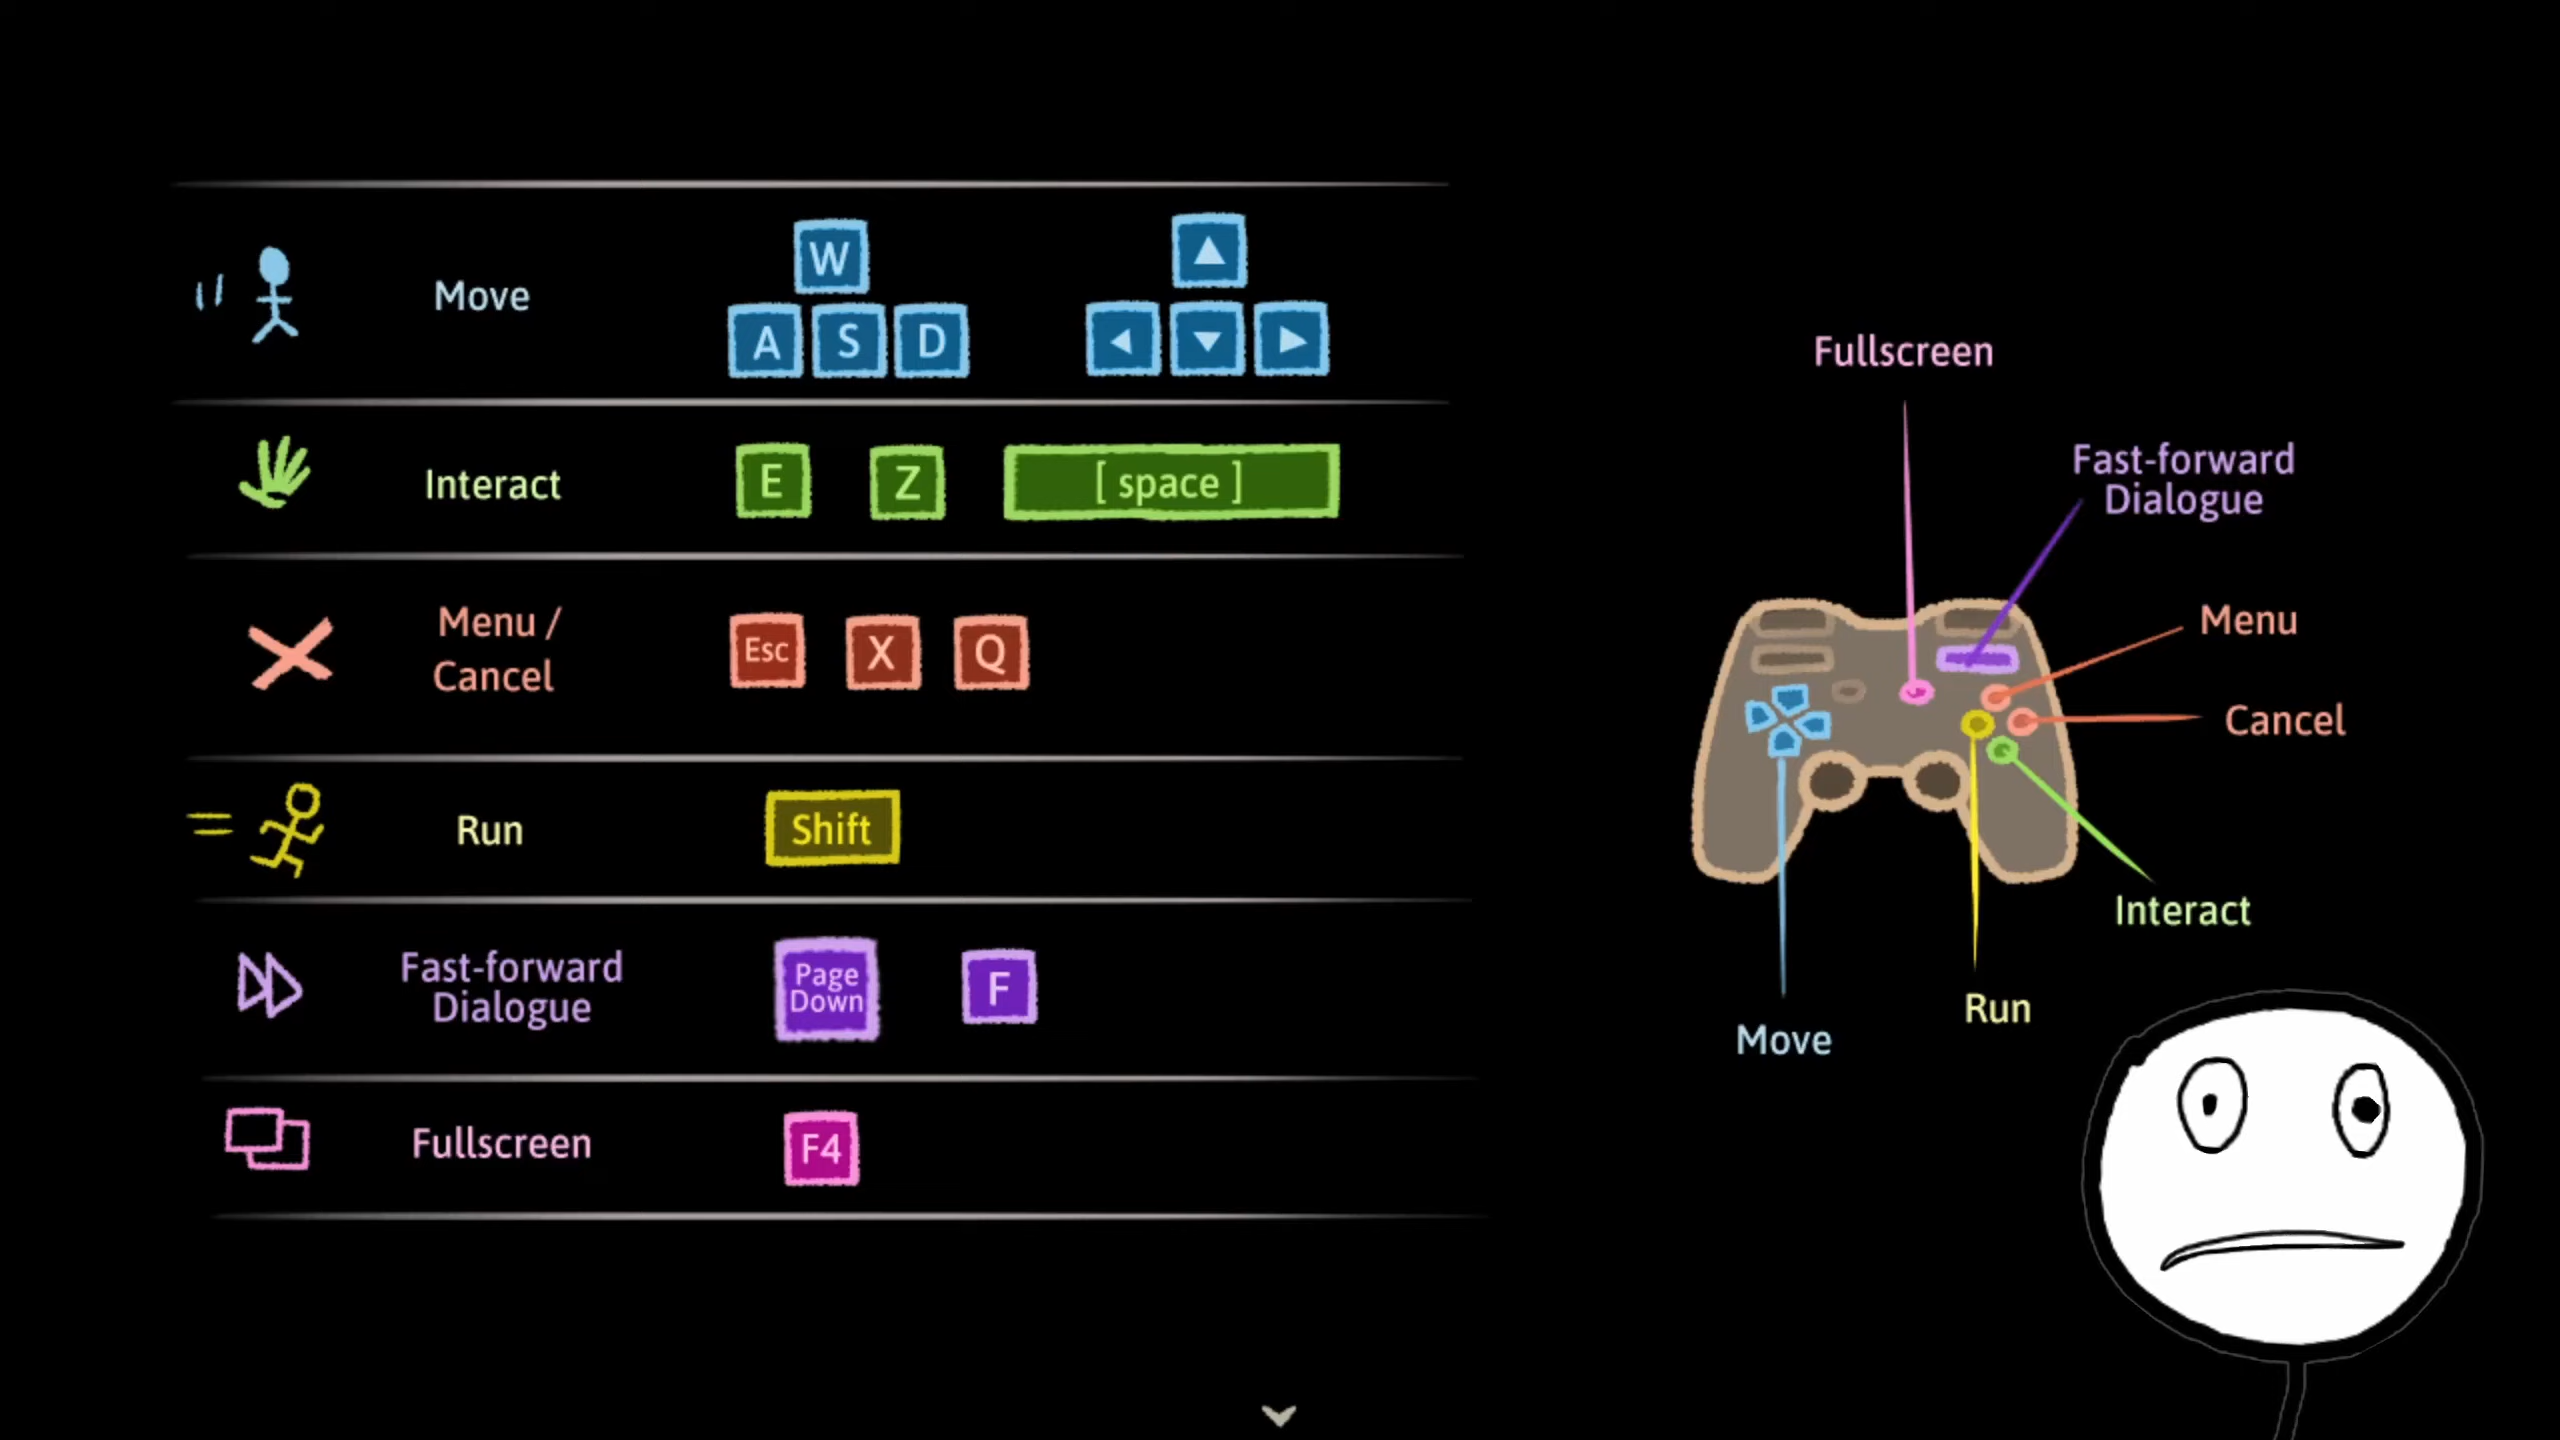 Move
W
A S D
Interact
E Z [ space ]
Menu /
Cancel
Esc X Q
Run
Shift
Fast-forward
Dialogue
Page
Down
F
Fullscreen
F4
Fullscreen
Fast-forward
Dialogue
Menu
Cancel
Interact
Run
Move